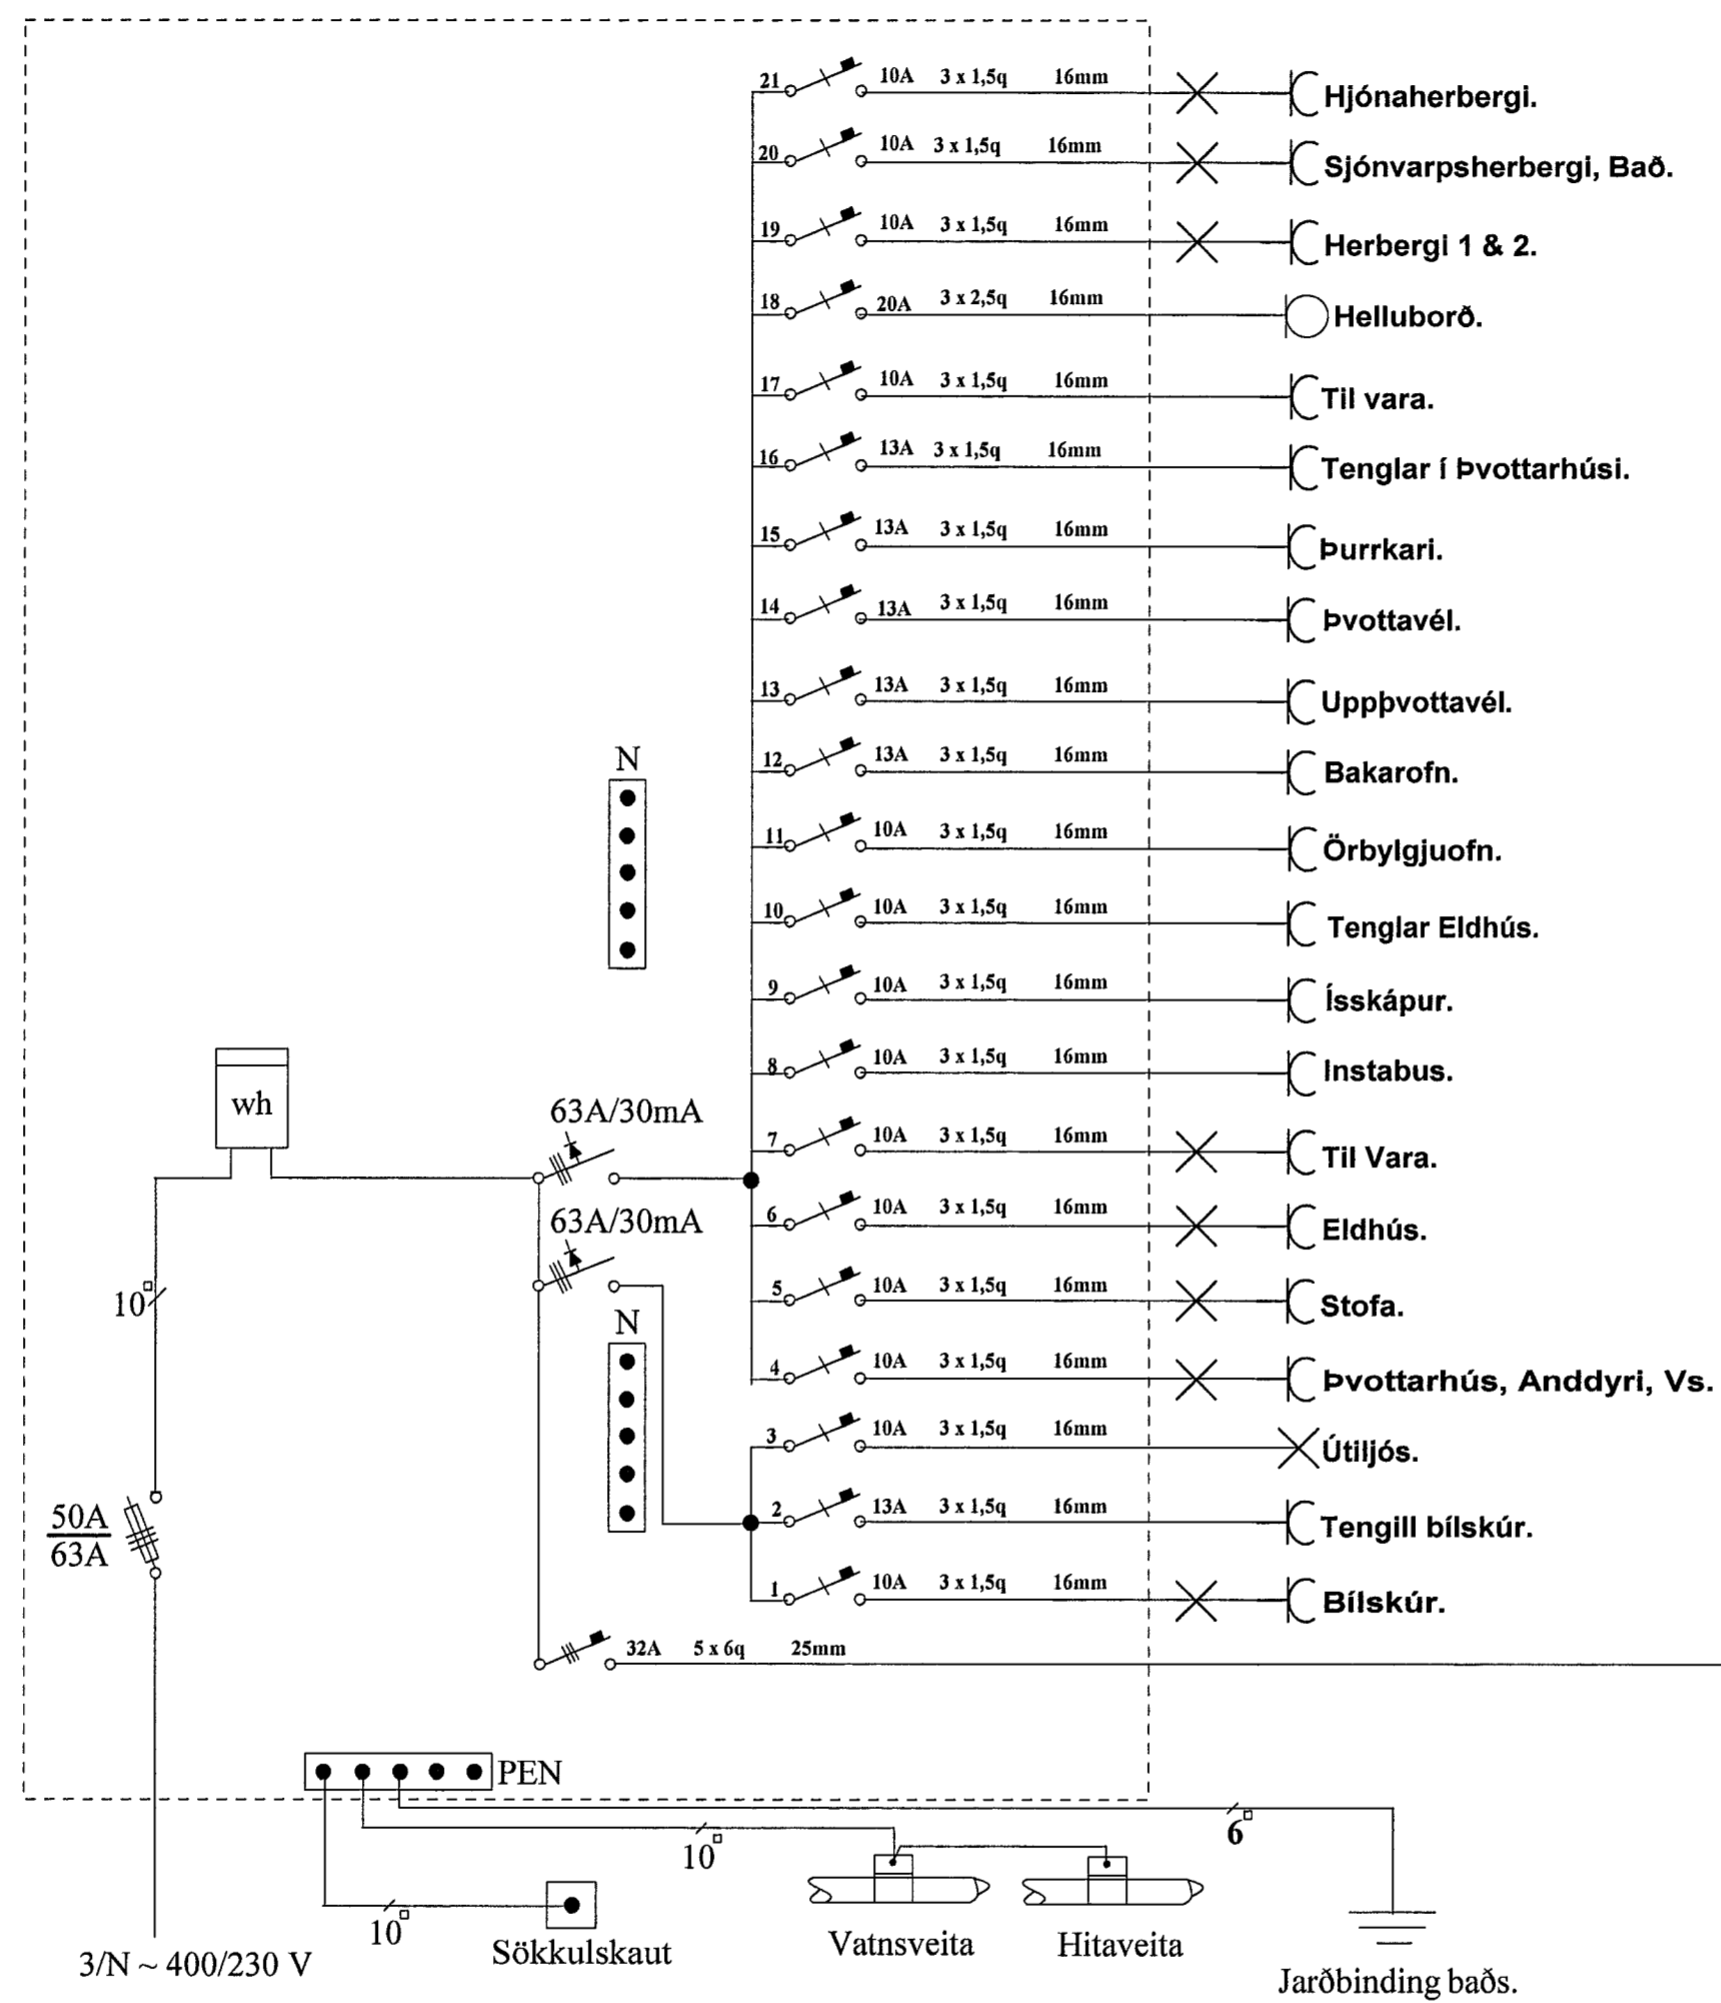 21 10A 3 x 1,5q 16mm Hjónaherbergi.
20 10A 3 x 1,5q 16mm Sjónvarpsherbergi, Bað.
19 10A 3 x 1,5q 16mm Herbergi 1 & 2.
18 20A 3 x 2,5q 16mm Helluborð.
17 10A 3 x 1,5q 16mm Til vara.
16 13A 3 x 1,5q 16mm Tenglar í Þvottarhúsi.
15 13A 3 x 1,5q 16mm Þurrkari.
14 13A 3 x 1,5q 16mm Þvottavél.
13 13A 3 x 1,5q 16mm Uppþvottavél.
N
12 13A 3 x 1,5q 16mm Bakarofn.
11 10A 3 x 1,5q 16mm Örbylgjuofn.
10 10A 3 x 1,5q 16mm Tenglar Eldhús.
9 10A 3 x 1,5q 16mm Ísskápur.
8 10A 3 x 1,5q 16mm Instabus.
wh
63A/30mA
7 10A 3 x 1,5q 16mm Til Vara.
63A/30mA
6 10A 3 x 1,5q 16mm Eldhús.
10
5 10A 3 x 1,5q 16mm Stofa.
N
4 10A 3 x 1,5q 16mm Þvottarhús, Anddyri, Vs.
3 10A 3 x 1,5q 16mm Útiljós.
50A
63A
2 13A 3 x 1,5q 16mm Tengill bílskúr.
1 10A 3 x 1,5q 16mm Bílskúr.
32A 5 x 6q 25mm
PEN
6
10
10
Sökkulskaut
Vatnsveita
Hitaveita
3/N ~ 400/230 V
Jarðbinding baðs.